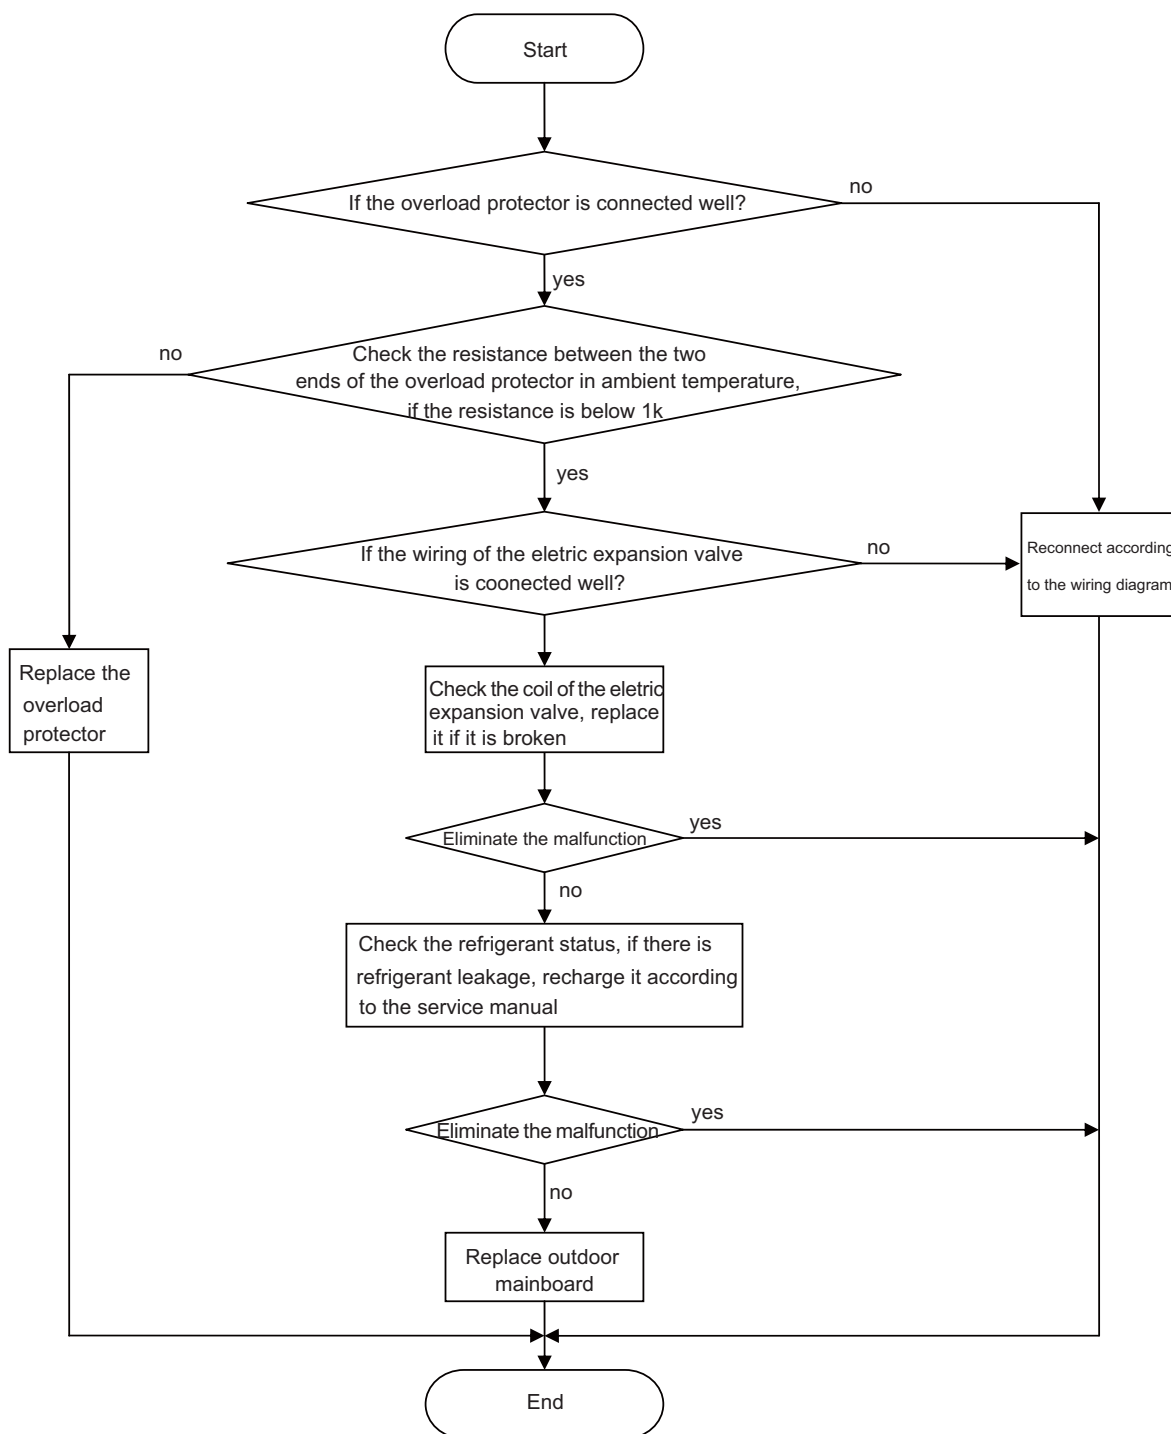 Start
If the overload protector is connected well?
no
yes
Check the resistance between the two
ends of the overload protector in ambient temperature,
if the resistance is below 1k
no
yes
If the wiring of the eletric expansion valve
is coonected well?
no
Reconnect according
to the wiring diagram
Replace the
overload
protector
Check the coil of the eletric
expansion valve, replace
it if it is broken
Eliminate the malfunction
yes
no
Check the refrigerant status, if there is
refrigerant leakage, recharge it according
to the service manual
Eliminate the malfunction
yes
no
Replace outdoor
mainboard
End